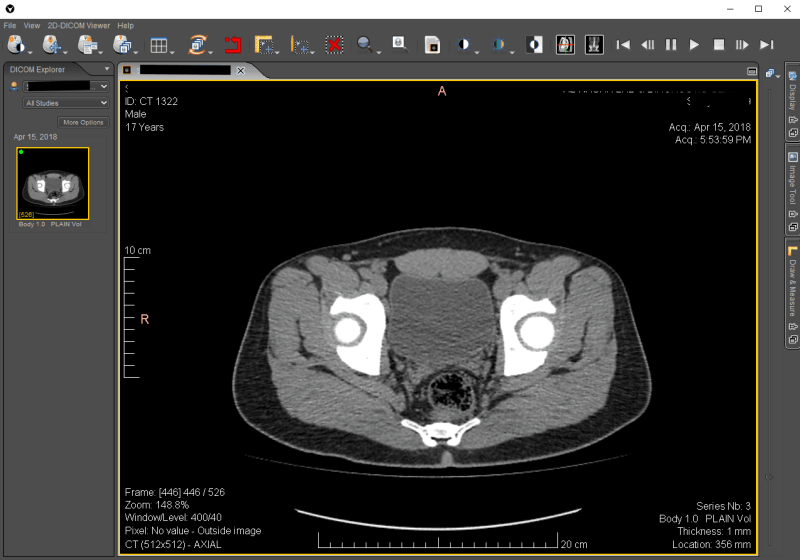 File View 2D-DICOM Viewer Help
DICOM Explorer
All Studies
More Options
Apr 15, 2018
[526]
Body 1.0 PLAIN Vol
A
ID: CT 1322
Male
17 Years
Acq.: Apr 15, 2018
Acq.: 5:53:59 PM
10 cm
R
Frame: [446] 446 / 526
Zoom: 148.8%
Window/Level: 400/40
Pixel: No value - Outside image
CT (512x512) - AXIAL
20 cm
Series Nb: 3
Body 1.0 PLAIN Vol
Thickness: 1 mm
Location: 356 mm
Display
Image Tool
Draw & Measure